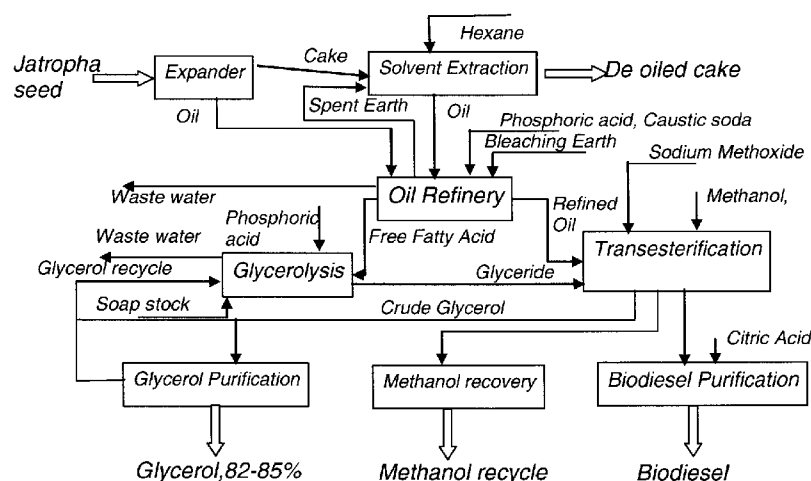 Hexane
Jatropha
seed
Expander
Cake
Solvent Extraction
De oiled cake
Spent Earth
Oil
Oil
Phosphoric acid, Caustic soda
Bleaching Earth
Sodium Methoxide
Waste water
Oil Refinery
Methanol,
Refined
Oil
Phosphoric
acid
Free Fatty Acid
Waste water
Transesterification
Glycerol recycle
Glycerolysis
Glyceride
Soap stock
Crude Glycerol
Citric Acid
Glycerol Purification
Methanol recovery
Biodiesel Purification
Glycerol,82-85%
Methanol recycle
Biodiesel